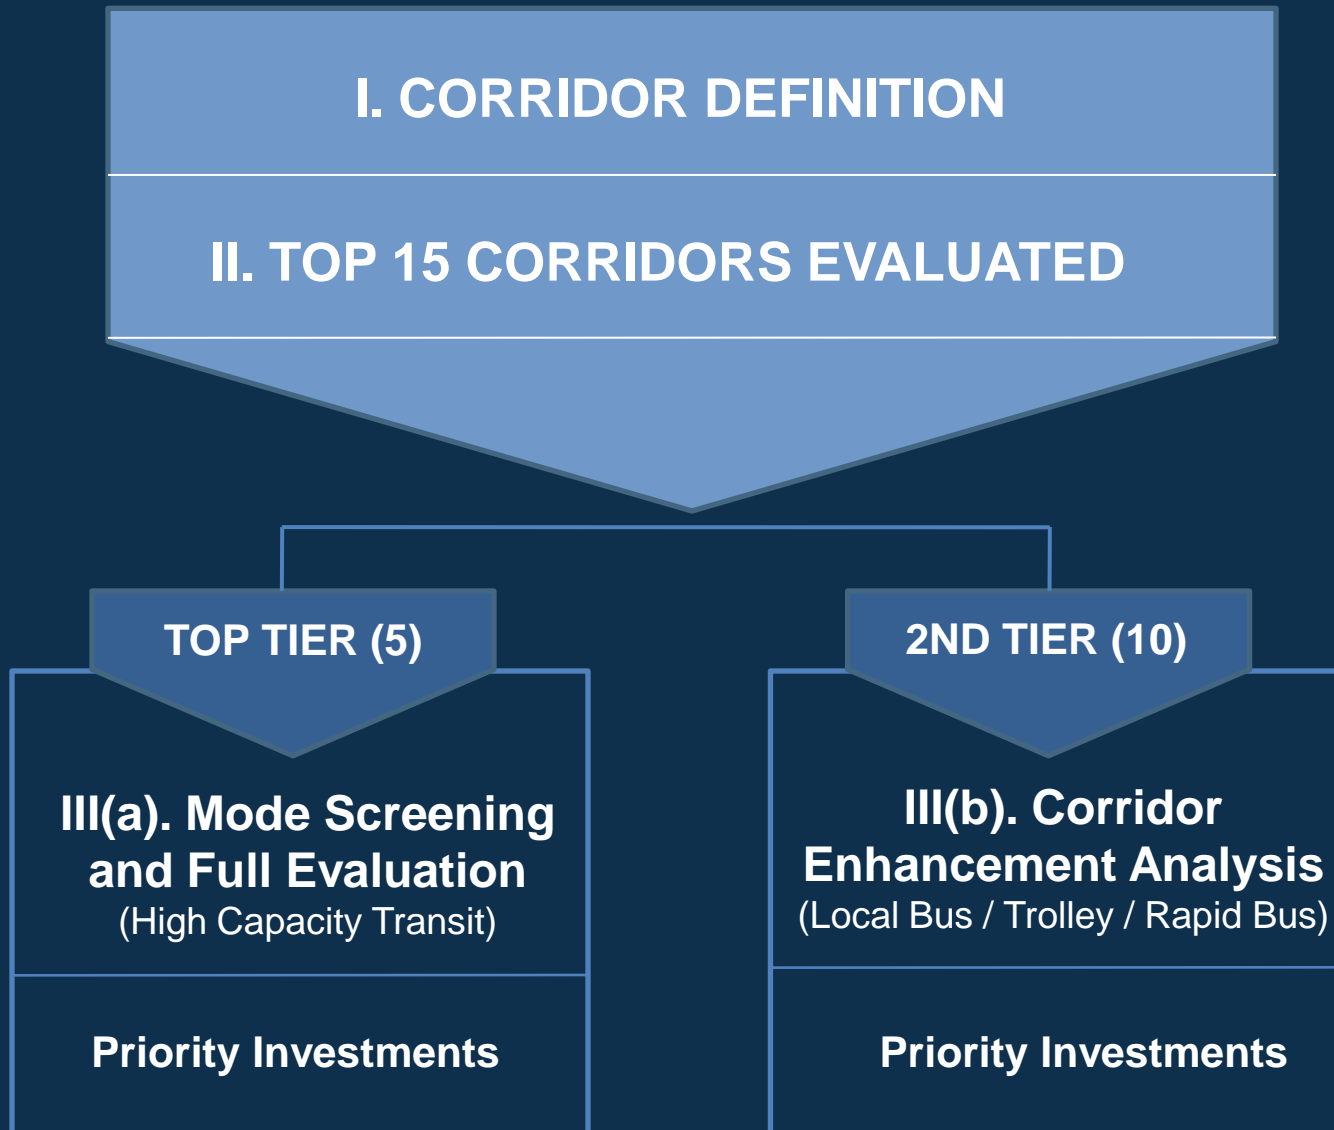 I. CORRIDOR DEFINITION
II. TOP 15 CORRIDORS EVALUATED
TOP TIER (5)
III(a). Mode Screening
and Full Evaluation
(High Capacity Transit)
Priority Investments
2ND TIER (10)
III(b). Corridor
Enhancement Analysis
(Local Bus / Trolley / Rapid Bus)
Priority Investments